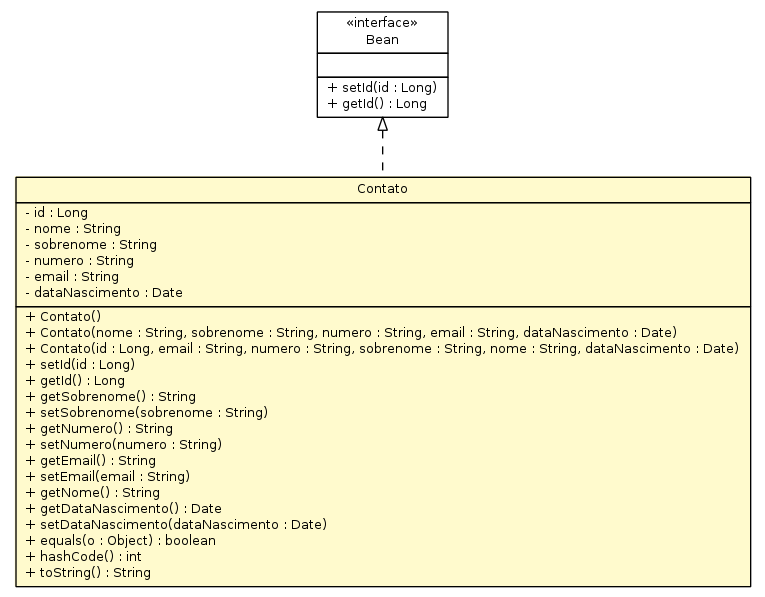 «interface»
Bean
+ setId(id : Long)
+ getId() : Long
Contato
- id : Long
- nome : String
- sobrenome : String
- numero : String
- email : String
- dataNascimento : Date
+ Contato()
+ Contato(nome : String, sobrenome : String, numero : String, email : String, dataNascimento : Date)
+ Contato(id : Long, email : String, numero : String, sobrenome : String, nome : String, dataNascimento : Date)
+ setId(id : Long)
+ getId() : Long
+ getSobrenome() : String
+ setSobrenome(sobrenome : String)
+ getNumero() : String
+ setNumero(numero : String)
+ getEmail() : String
+ setEmail(email : String)
+ getNome() : String
+ getDataNascimento() : Date
+ setDataNascimento(dataNascimento : Date)
+ equals(o : Object) : boolean
+ hashCode() : int
+ toString() : String